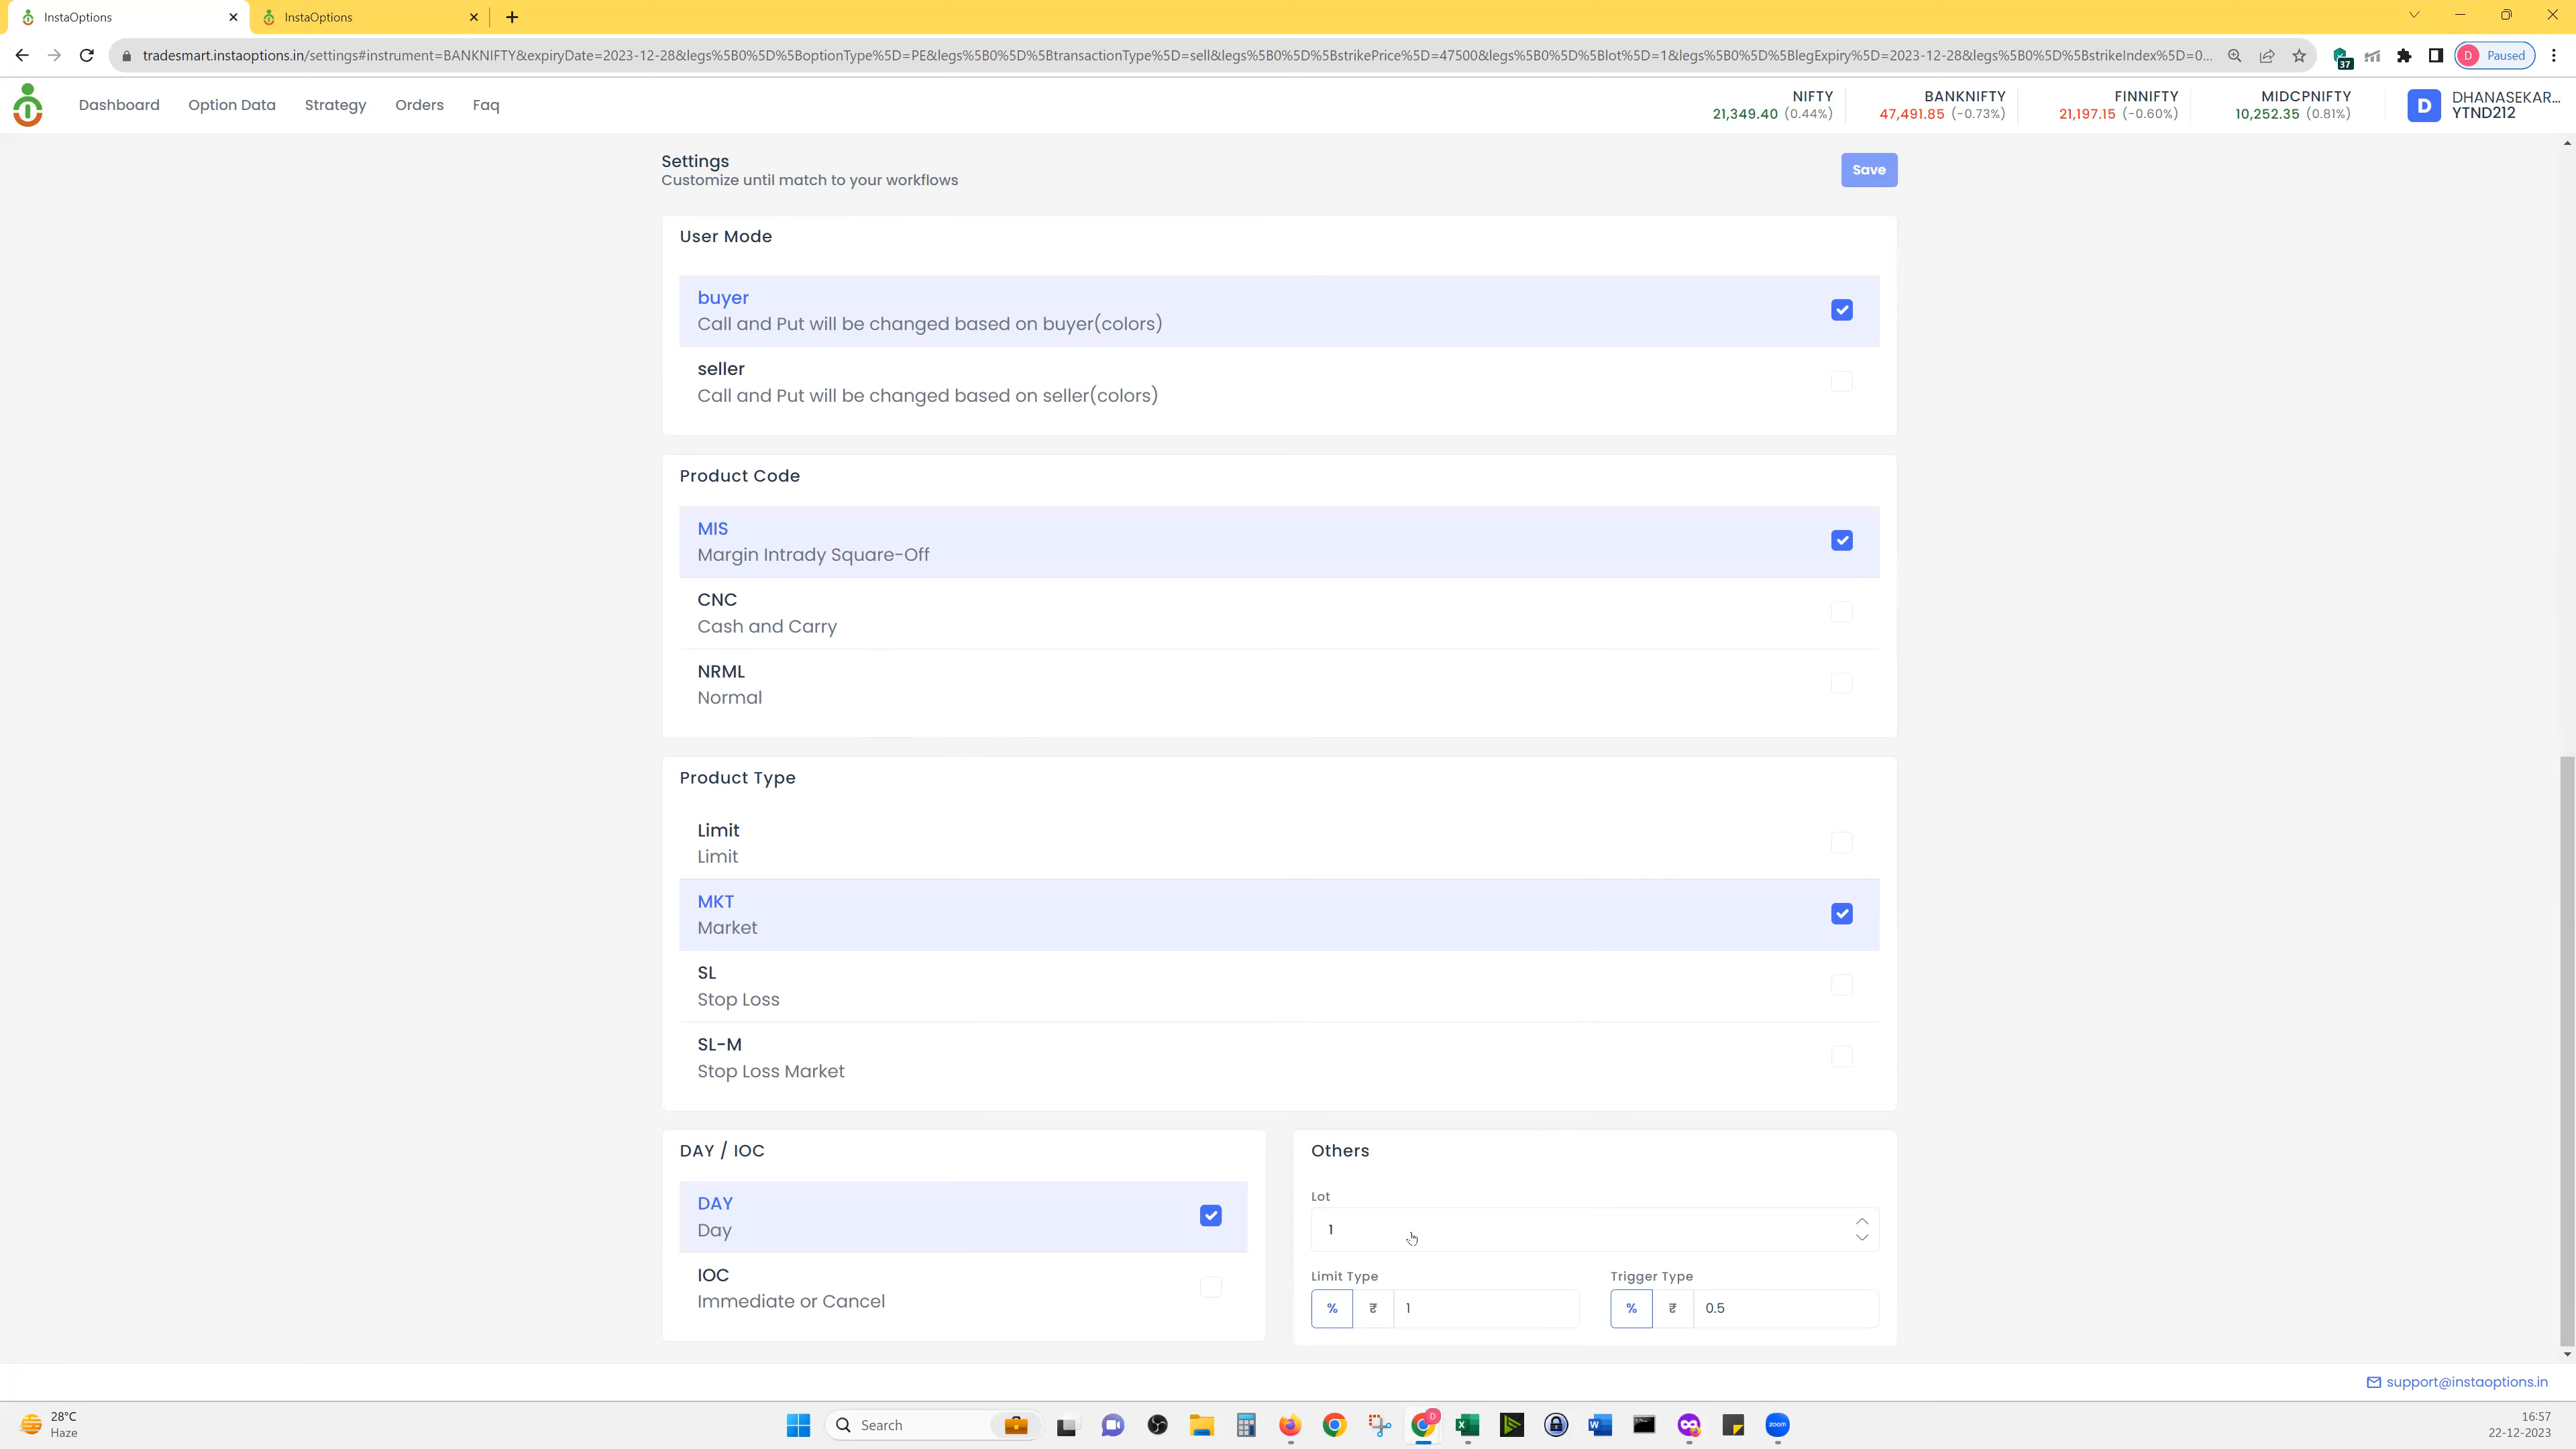 InstaOptions
InstaOptions
tradesmart.instaoptions.in/settings#instrument=BANKNIFTY&expiryDate=2023-12-28&legs%5B0%5D%5BoptionType%5D=PE&legs%5B0%5D%5BtransactionType%5D=sell&legs%5B0%5D%5BstrikePrice%5D=47500&legs%5B0%5D%5Blot%5D=1&legs%5B0%5D%5BlegExpiry%5D=2023-12-28&legs%5B0%5D%5BstrikeIndex%5D=0...
37
D Paused
Dashboard Option Data Strategy Orders Faq
NIFTY
21,349.40 (0.44%)
BANKNIFTY
47,491.85 (-0.73%)
FINNIFTY
21,197.15 (-0.60%)
MIDCPNIFTY
10,252.35 (0.81%)
D
DHANASEKAR...
YTND212
Settings
Customize until match to your workflows
Save
User Mode
buyer
Call and Put will be changed based on buyer(colors)
seller
Call and Put will be changed based on seller(colors)
Product Code
MIS
Margin Intrady Square-Off
CNC
Cash and Carry
NRML
Normal
Product Type
Limit
Limit
MKT
Market
SL
Stop Loss
SL-M
Stop Loss Market
DAY / IOC
DAY
Day
IOC
Immediate or Cancel
Others
Lot
1
Limit Type
% ₹ 1
Trigger Type
% ₹ 0.5
support@instaoptions.in
28°C
Haze
Search
D
zoom
16:57
22-12-2023